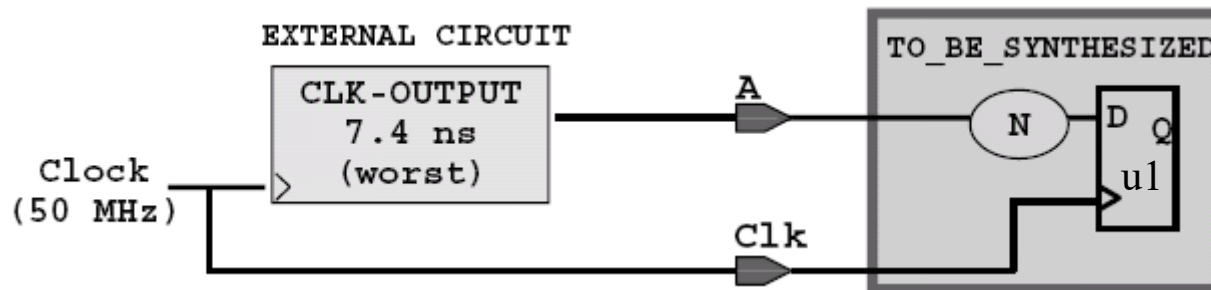 EXTERNAL CIRCUIT
CLK-OUTPUT
7.4 ns
(worst)
Clock
(50 MHz)
A
Clk
TO_BE_SYNTHESIZED
N
D
Q
u1